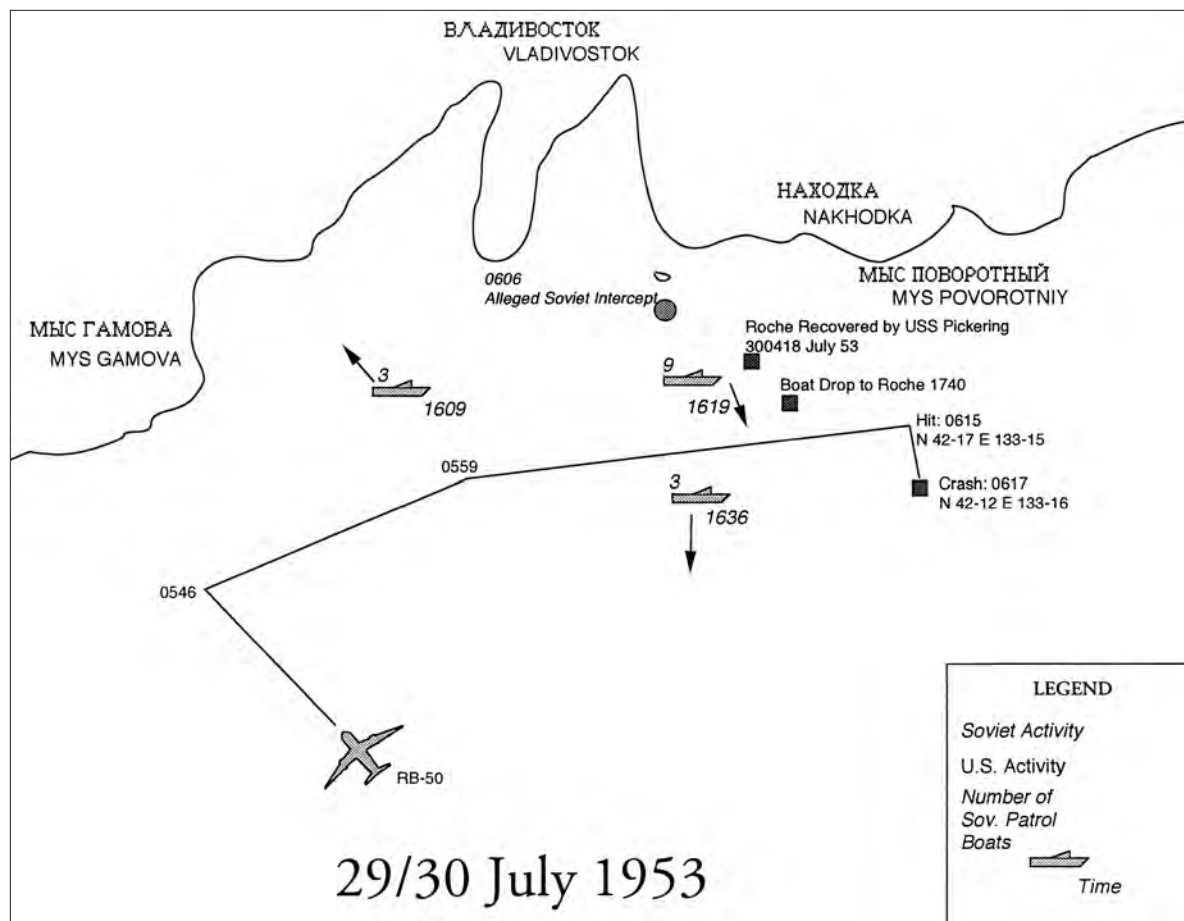 ВЛАДИВОСТОК
VLADIVOSTOK
НАХОДКА
NAKHODKA
0606
Alleged Soviet Intercept
МЫС ПОВОРОТНЫЙ
MYS POVOROTNIY
МЫС ГАМОВА
MYS GAMOVA
Roche Recovered by USS Pickering
300418 July 53
3
1609
9
1619
Boat Drop to Roche 1740
Hit: 0615
N 42-17 E 133-15
0559
3
1636
Crash: 0617
N 42-12 E 133-16
0546
RB-50
LEGEND
Soviet Activity
U.S. Activity
Number of
Sov. Patrol
Boats
Time
29/30 July 1953